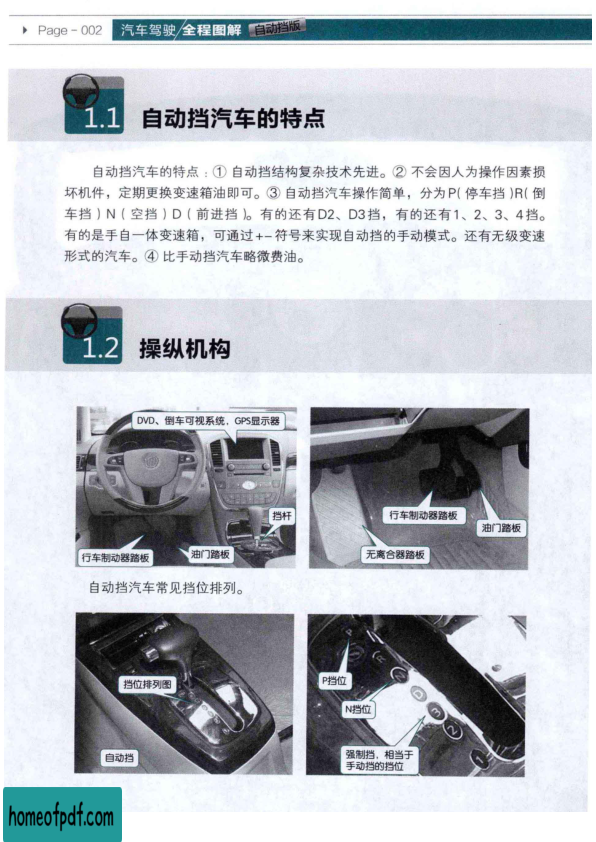 Page - 002 汽车驾驶/全程图解 自动挡版
1.1 自动挡汽车的特点
自动挡汽车的特点：① 自动挡结构复杂技术先进。② 不会因人为操作因素损
坏机件，定期更换变速箱油即可。③ 自动挡汽车操作简单，分为P( 停车挡 )R( 倒
车挡 ) N ( 空挡 ) D ( 前进挡 )。有的还有D2、D3挡，有的还有1、2、3、4挡。
有的是手自一体变速箱，可通过+-符号来实现自动挡的手动模式。还有无级变速
形式的汽车。④ 比手动挡汽车略微费油。
1.2 操纵机构
DVD、倒车可视系统，GPS显示器
挡杆
行车制动器踏板
油门踏板
行车制动器踏板
油门踏板
无离合器踏板
自动挡汽车常见挡位排列。
挡位排列图
自动挡
P
R
N
D
3
2
1
P挡位
N挡位
强制挡，相当于
手动挡的挡位
homeofpdf.com